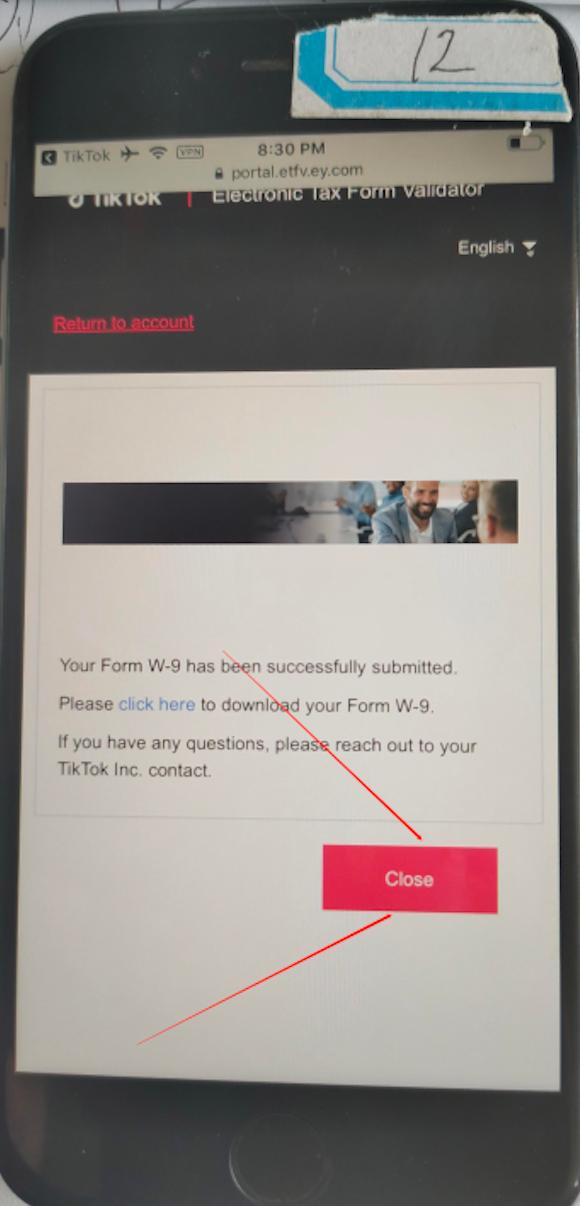 12
TikTok VPN 8:30 PM
portal.etfv.ey.com
TikTok | Electronic Tax Form Validator
English
Return to account
Your Form W-9 has been successfully submitted.
Please click here to download your Form W-9.
If you have any questions, please reach out to your
TikTok Inc. contact.
Close